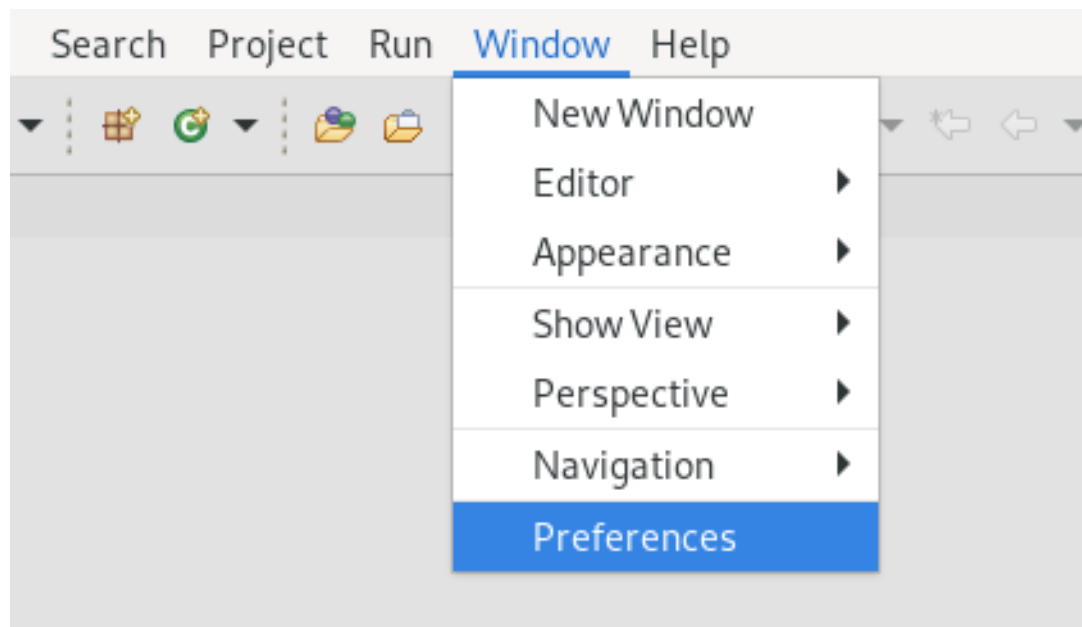 Search Project Run Window Help
New Window
Editor
Appearance
Show View
Perspective
Navigation
Preferences